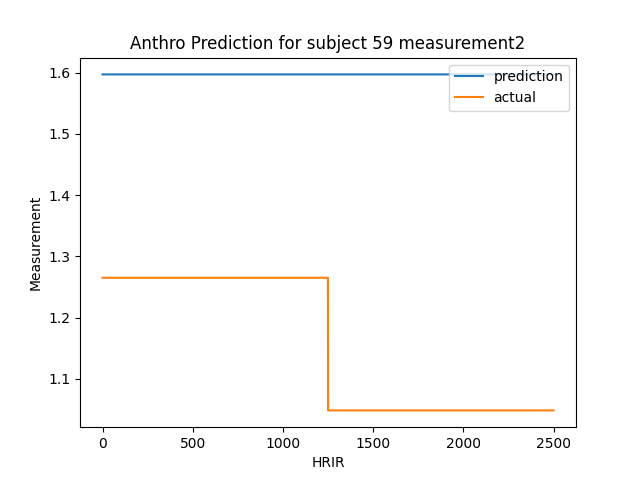 Anthro Prediction for subject 59 measurement2
prediction
actual
1.6
1.5
1.4
1.3
1.2
1.1
Measurement
0 500 1000 1500 2000 2500
HRIR